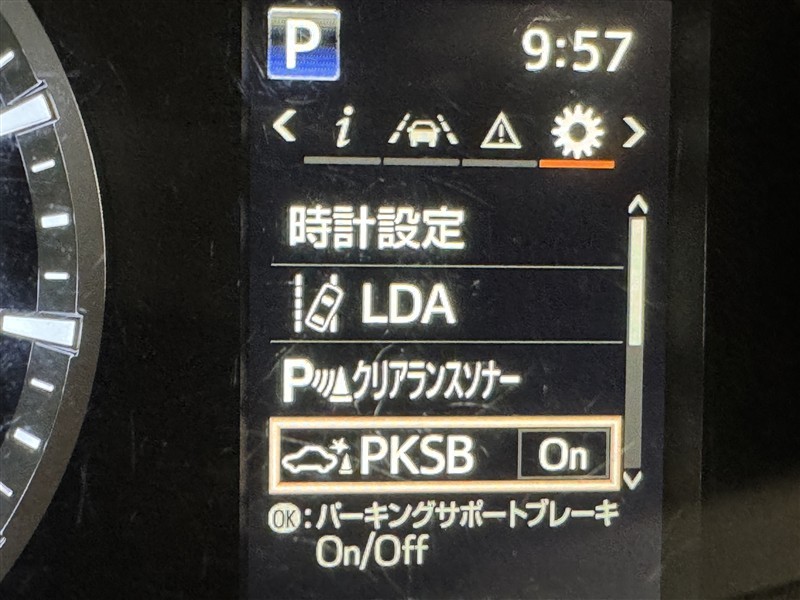 P 9:57
時計設定
LDA
P クリアランスソナー
PKSB On
OK:パーキングサポートブレーキ
On/Off